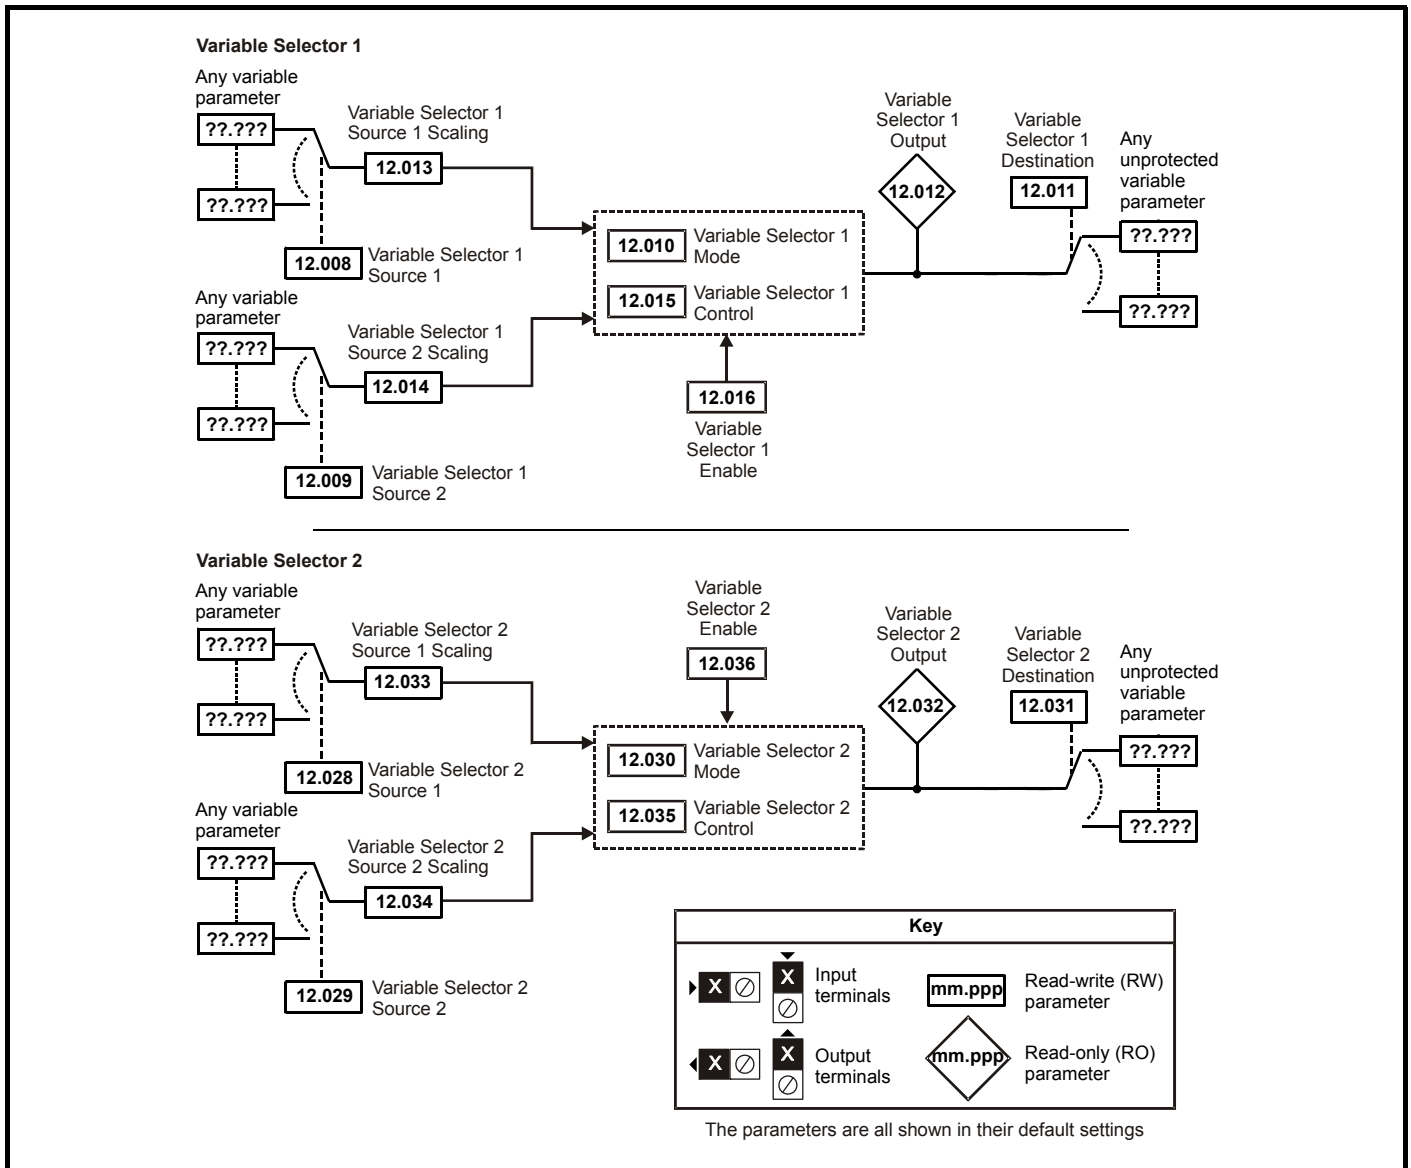 Variable Selector 1
Any variable
parameter
??.???
??.???
Variable Selector 1
Source 1 Scaling
12.013
12.008
Variable Selector 1
Source 1
Any variable
parameter
??.???
??.???
Variable Selector 1
Source 2 Scaling
12.014
12.009
Variable Selector 1
Source 2
12.010
Variable Selector 1
Mode
12.015
Variable Selector 1
Control
12.016
Variable
Selector 1
Enable
Variable
Selector 1
Output
12.012
Variable
Selector 1
Destination
12.011
Any
unprotected
variable
parameter
??.???
??.???
Variable Selector 2
Any variable
parameter
??.???
??.???
Variable Selector 2
Source 1 Scaling
12.033
12.028
Variable Selector 2
Source 1
Any variable
parameter
??.???
??.???
Variable Selector 2
Source 2 Scaling
12.034
12.029
Variable Selector 2
Source 2
Variable
Selector 2
Enable
12.036
12.030
Variable Selector 2
Mode
12.035
Variable Selector 2
Control
Variable
Selector 2
Output
12.032
Variable
Selector 2
Destination
12.031
Any
unprotected
variable
parameter
??.???
??.???
Key
X
X
Input
terminals
mm.ppp
Read-write (RW)
parameter
X
X
Output
terminals
mm.ppp
Read-only (RO)
parameter
The parameters are all shown in their default settings